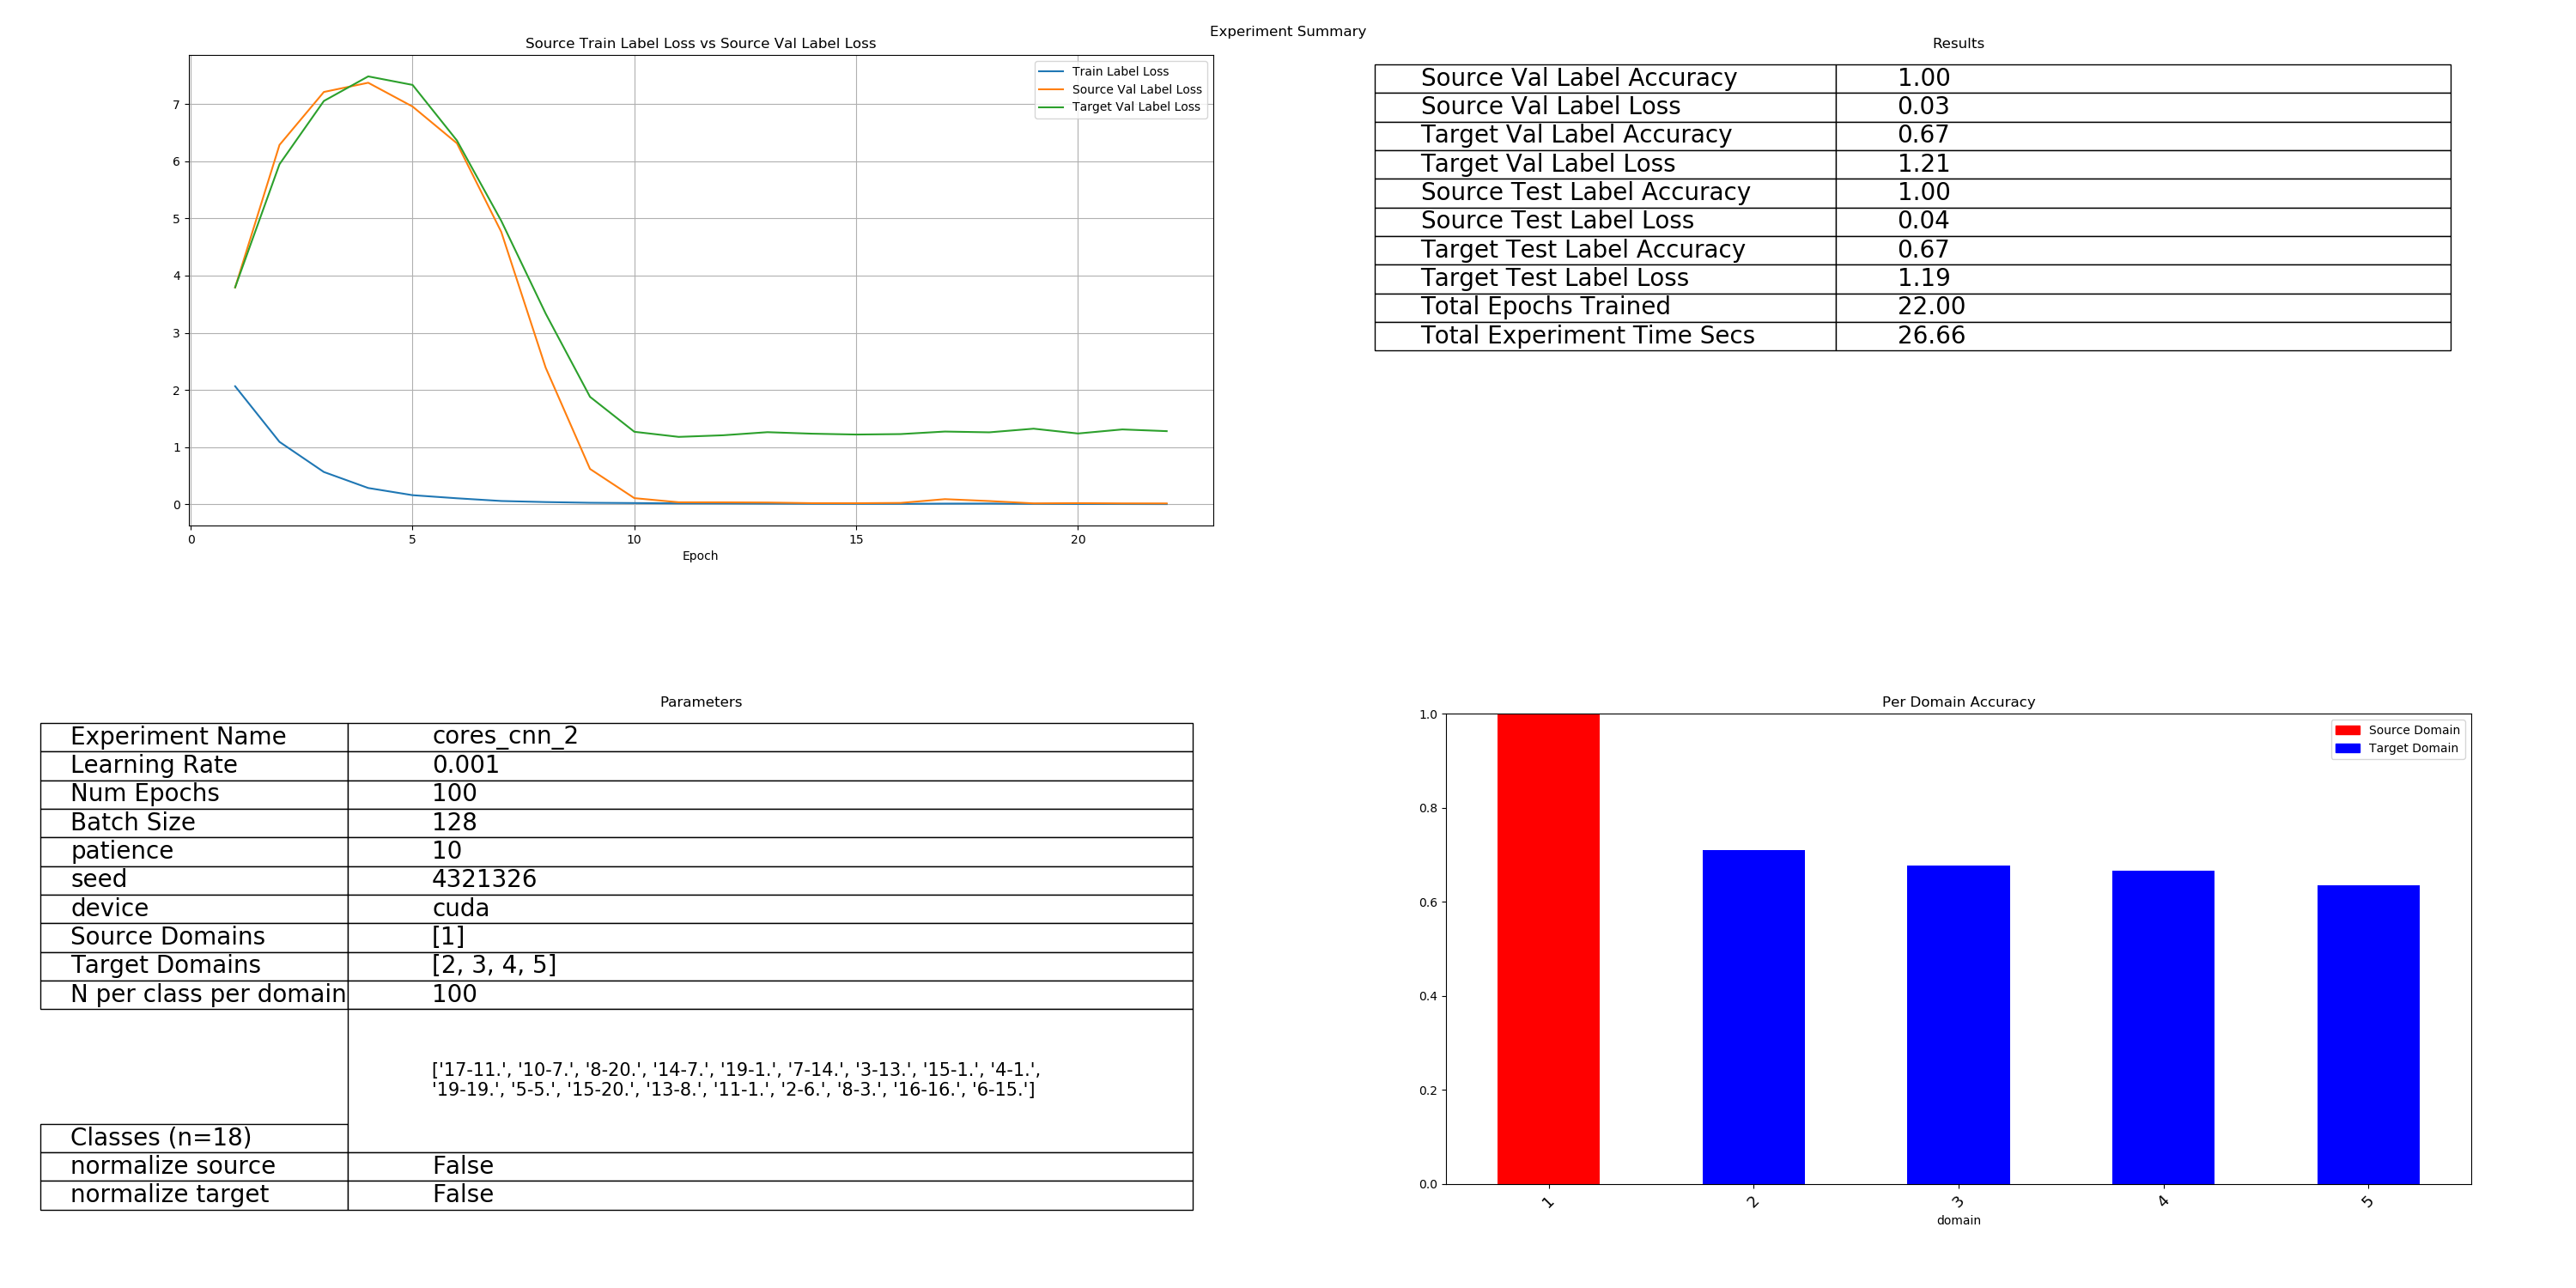 Experiment Summary
Source Train Label Loss vs Source Val Label Loss
Train Label Loss
Source Val Label Loss
Target Val Label Loss
7
6
5
4
3
2
1
0
0 5 10 15 20
Epoch
Results
Source Val Label Accuracy 1.00
Source Val Label Loss 0.03
Target Val Label Accuracy 0.67
Target Val Label Loss 1.21
Source Test Label Accuracy 1.00
Source Test Label Loss 0.04
Target Test Label Accuracy 0.67
Target Test Label Loss 1.19
Total Epochs Trained 22.00
Total Experiment Time Secs 26.66
Parameters
Experiment Name cores_cnn_2
Learning Rate 0.001
Num Epochs 100
Batch Size 128
patience 10
seed 4321326
device cuda
Source Domains [1]
Target Domains [2, 3, 4, 5]
N per class per domain 100
['17-11.', '10-7.', '8-20.', '14-7.', '19-1.', '7-14.', '3-13.', '15-1.', '4-1.',
'19-19.', '5-5.', '15-20.', '13-8.', '11-1.', '2-6.', '8-3.', '16-16.', '6-15.']
Classes (n=18)
normalize source False
normalize target False
Per Domain Accuracy
Source Domain
Target Domain
1.0
0.8
0.6
0.4
0.2
0.0
1 2 3 4 5
domain